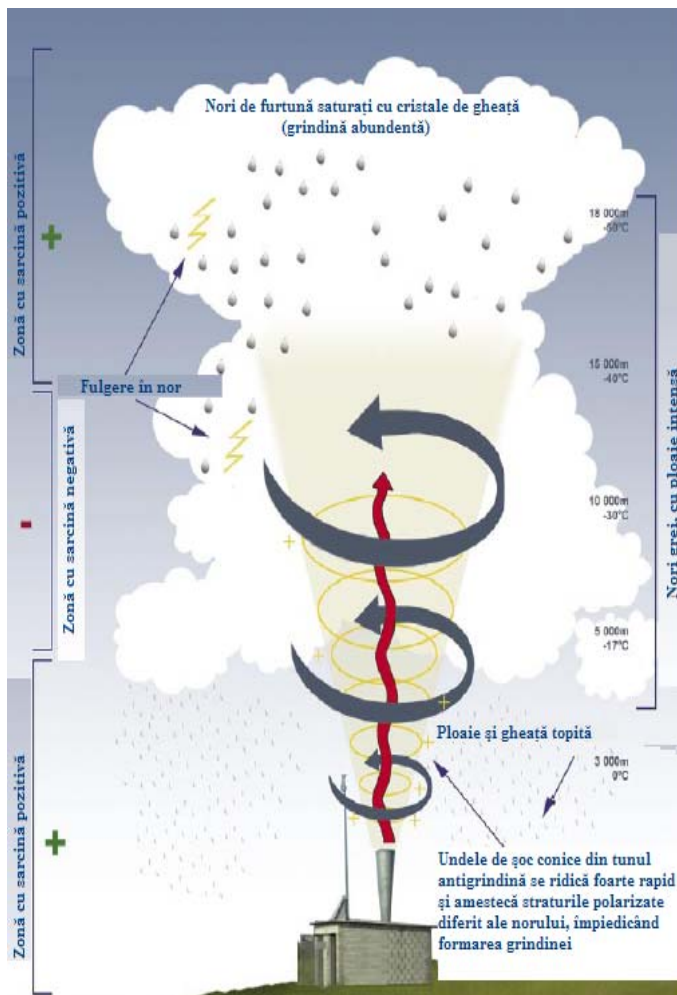 Nori de furtună saturați cu cristale de gheață
(grindină abundentă)
Zonă cu sarcină pozitivă
+
18 000m
-50°C
Fulgere în nor
15 000m
-40°C
Zonă cu sarcină negativă
-
10 000m
-30°C
Nori grei, cu ploaie intensă
5 000m
-17°C
Ploaie și gheață topită
3 000m
0°C
Zonă cu sarcină pozitivă
+
Undele de șoc conice din tunul
antigrindină se ridică foarte rapid
și amestecă straturile polarizate
diferit ale norului, împiedicând
formarea grindinei